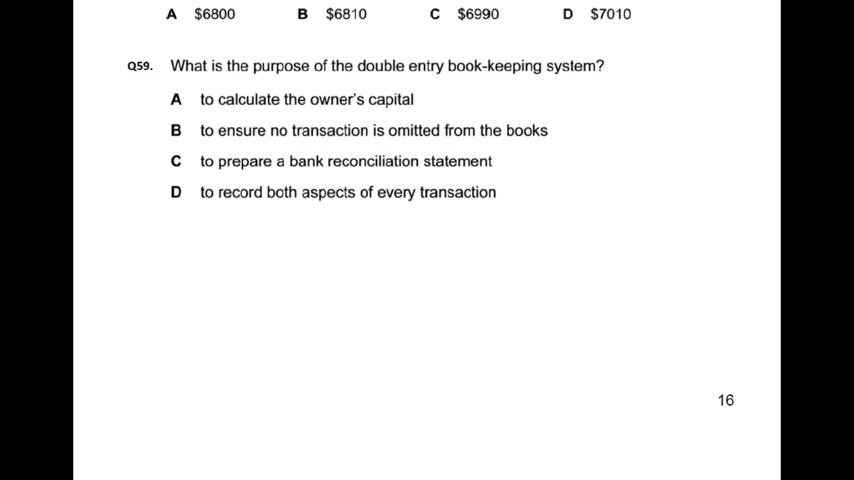 A $6800 B $6810 C $6990 D $7010
Q59. What is the purpose of the double entry book-keeping system?
A to calculate the owner's capital
B to ensure no transaction is omitted from the books
C to prepare a bank reconciliation statement
D to record both aspects of every transaction
16